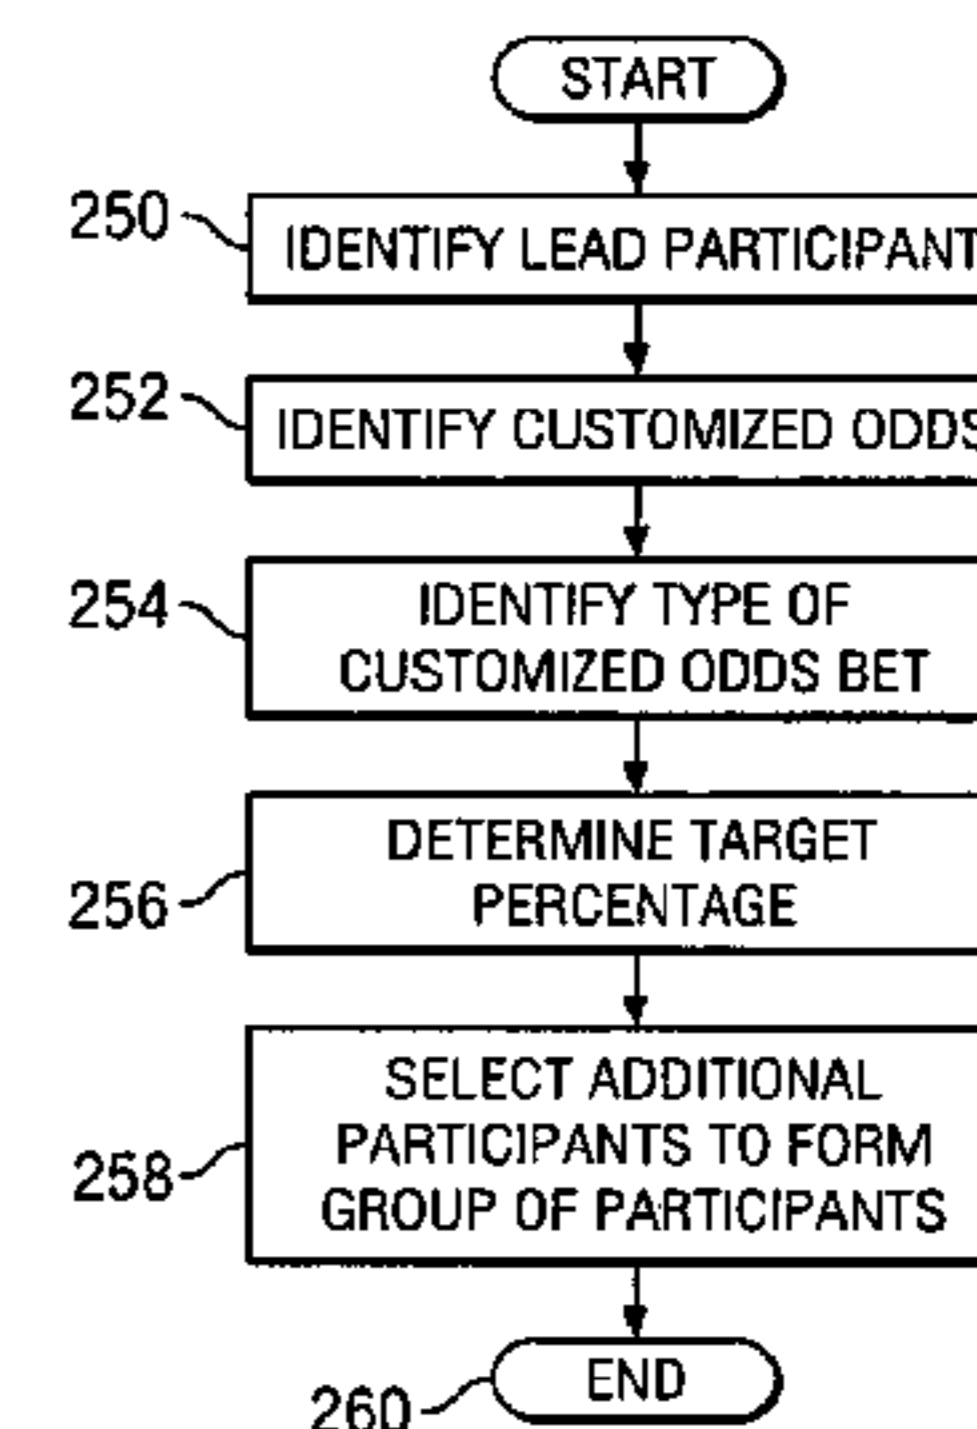 START
250
IDENTIFY LEAD PARTICIPANT
252
IDENTIFY CUSTOMIZED ODDS
254
IDENTIFY TYPE OF
CUSTOMIZED ODDS BET
256
DETERMINE TARGET
PERCENTAGE
258
SELECT ADDITIONAL
PARTICIPANTS TO FORM
GROUP OF PARTICIPANTS
260
END